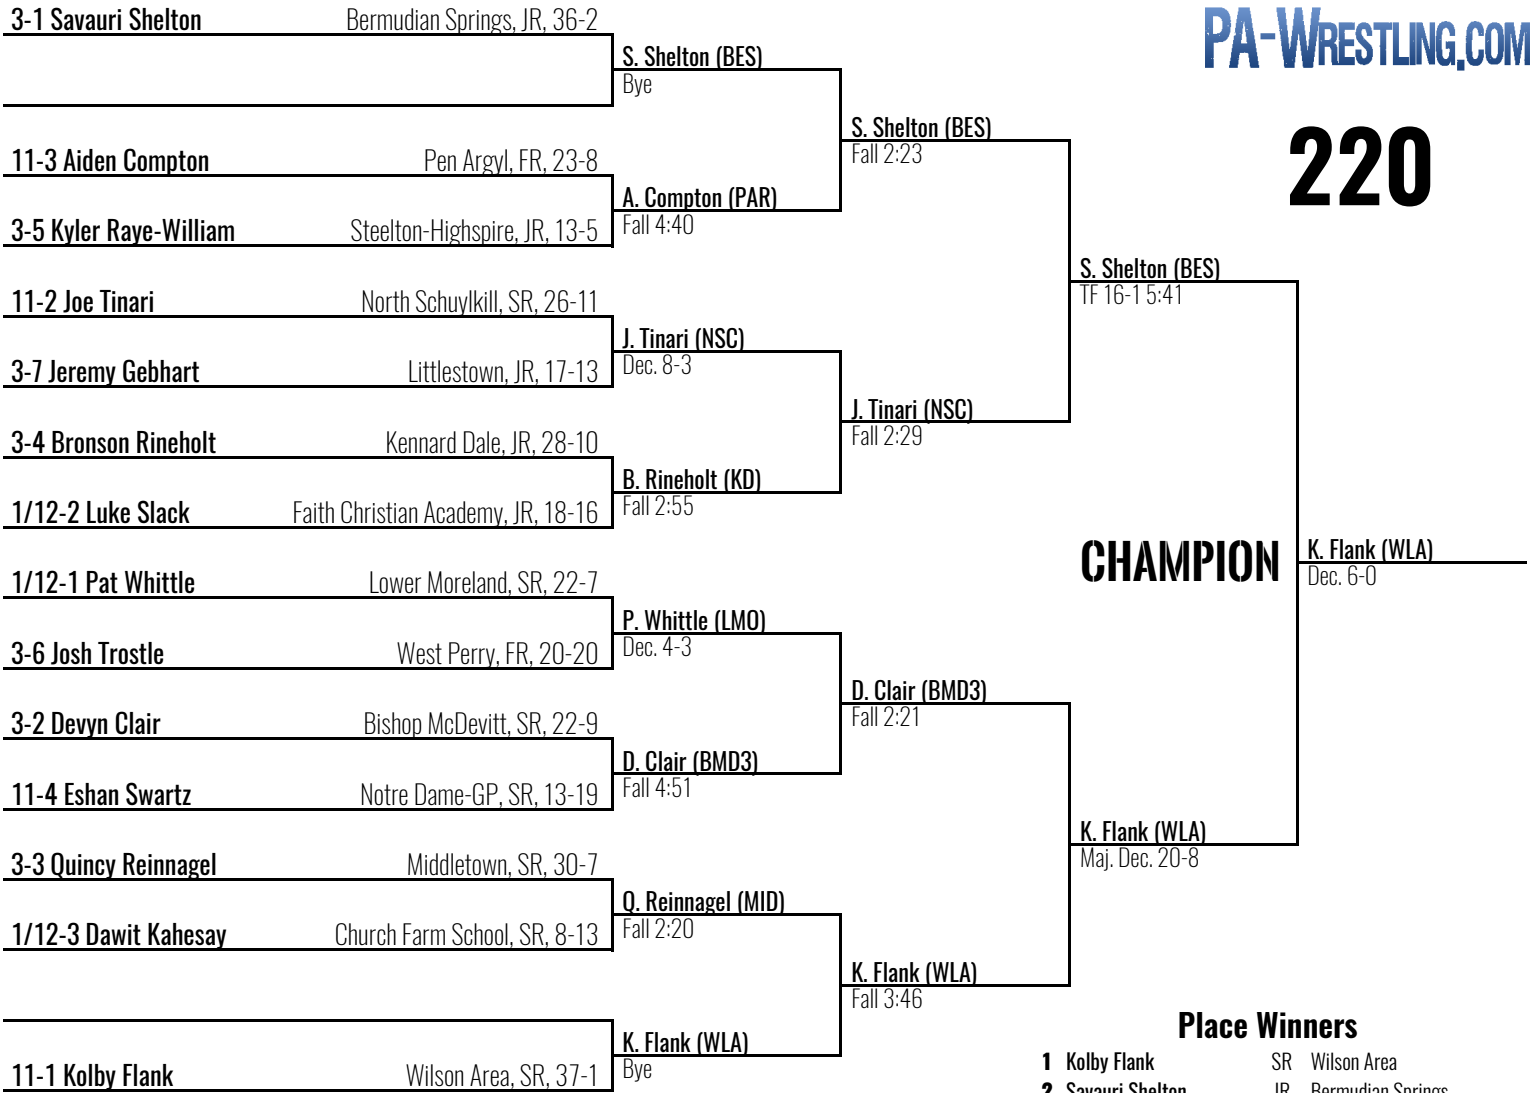 3-1 Savauri Shelton Bermudian Springs, JR, 36-2
PA-WRESTLING.COM
S. Shelton (BES)
Bye
220
S. Shelton (BES)
Fall 2:23
11-3 Aiden Compton Pen Argyl, FR, 23-8
A. Compton (PAR)
Fall 4:40
3-5 Kyler Raye-William Steelton-Highspire, JR, 13-5
S. Shelton (BES)
TF 16-1 5:41
11-2 Joe Tinari North Schuylkill, SR, 26-11
J. Tinari (NSC)
Dec. 8-3
3-7 Jeremy Gebhart Littlestown, JR, 17-13
J. Tinari (NSC)
Fall 2:29
3-4 Bronson Rineholt Kennard Dale, JR, 28-10
B. Rineholt (KD)
Fall 2:55
1/12-2 Luke Slack Faith Christian Academy, JR, 18-16
CHAMPION
K. Flank (WLA)
Dec. 6-0
1/12-1 Pat Whittle Lower Moreland, SR, 22-7
P. Whittle (LMO)
Dec. 4-3
3-6 Josh Trostle West Perry, FR, 20-20
D. Clair (BMD3)
Fall 2:21
3-2 Devyn Clair Bishop McDevitt, SR, 22-9
D. Clair (BMD3)
Fall 4:51
11-4 Eshan Swartz Notre Dame-GP, SR, 13-19
K. Flank (WLA)
Maj. Dec. 20-8
3-3 Quincy Reinnagel Middletown, SR, 30-7
Q. Reinnagel (MID)
Fall 2:20
1/12-3 Dawit Kahesay Church Farm School, SR, 8-13
K. Flank (WLA)
Fall 3:46
K. Flank (WLA)
Bye
11-1 Kolby Flank Wilson Area, SR, 37-1
Place Winners
1 Kolby Flank SR Wilson Area
2 Savauri Shelton JR Bermudian Springs